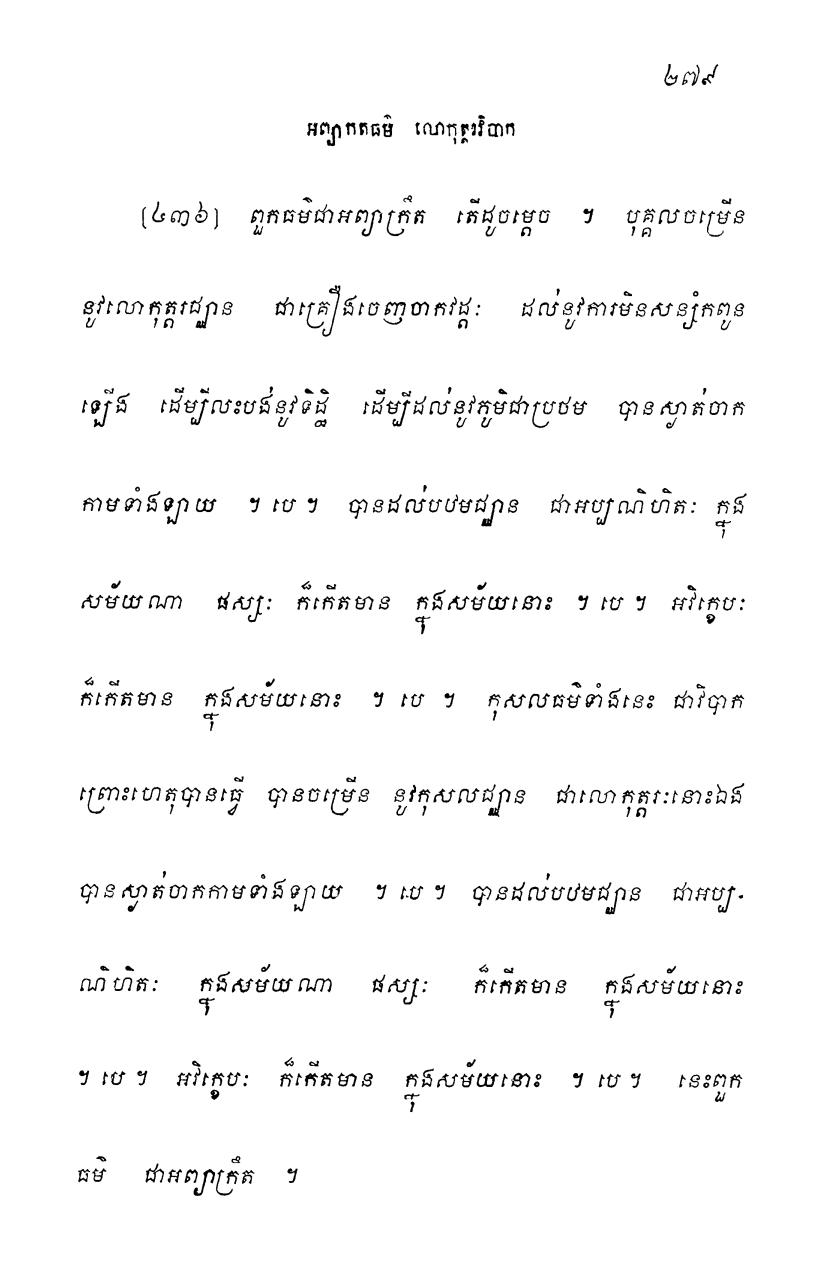 ២៧៩
អព្យាកតធម៌ លោកុត្តរវិបាក
[៤៣៦] ពួកធម៌ជាអព្យាក្រឹត តើដូចម្តេច ។ បុគ្គលចម្រើន
នូវលោកុត្តរជ្ឈាន ជាគ្រឿងចេញចាកវដ្តៈ ដល់នូវការមិនសន្សំកពូន
ឡើង ដើម្បីលះបង់នូវទិដ្ឋិ ដើម្បីដល់នូវភូមិជាប្រថម បានស្ងាត់ចាក
កាមទាំងឡាយ ។ បេ ។ បានដល់បឋមជ្ឈាន ជាអប្បណិហិតៈ ក្នុង
សម័យណា ផស្សៈ ក៏កើតមាន ក្នុងសម័យនោះ ។ បេ ។ អវិក្ខេបៈ
ក៏កើតមាន ក្នុងសម័យនោះ ។ បេ ។ កុសលធម៌ទាំងនេះ ជាវិបាក
ព្រោះហេតុបានធ្វើ បានចម្រើន នូវកុសលជ្ឈាន ជាលោកុត្តរៈនោះឯង
បានស្ងាត់ចាកកាមទាំងឡាយ ។ បេ ។ បានដល់បឋមជ្ឈាន ជាអប្ប-
ណិហិតៈ ក្នុងសម័យណា ផស្សៈ ក៏កើតមាន ក្នុងសម័យនោះ
។ បេ ។ អវិក្ខេបៈ ក៏កើតមាន ក្នុងសម័យនោះ ។ បេ ។ នេះពួក
ធម៌ ជាអព្យាក្រឹត ។